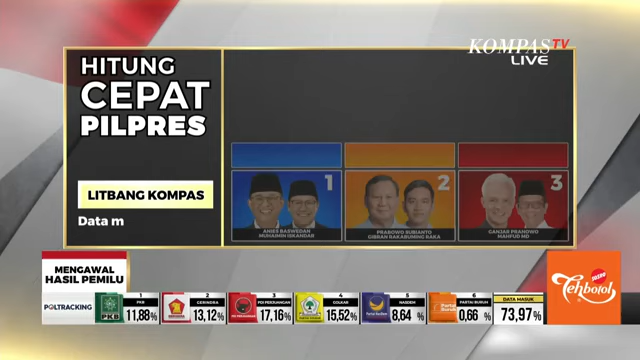 KOMPASTV
LIVE
HITUNG
CEPAT
PILPRES
LITBANG KOMPAS
Data m
1
ANIES BASWEDAN
MUHAIMIN ISKANDAR
2
PRABOWO SUBIANTO
GIBRAN RAKABUMING RAKA
3
GANJAR PRANOWO
MAHFUD MD
MENGAWAL
HASIL PEMILU
POLTRACKING
PKB
1
PKB
11,88%
2
GERINDRA
13,12%
3
PDI PERJUANGAN
17,16%
4
GOLKAR
15,52%
5
NASDEM
8,64%
6
PARTAI BURUH
0,66%
DATA MASUK
73,97%
Tehbotol